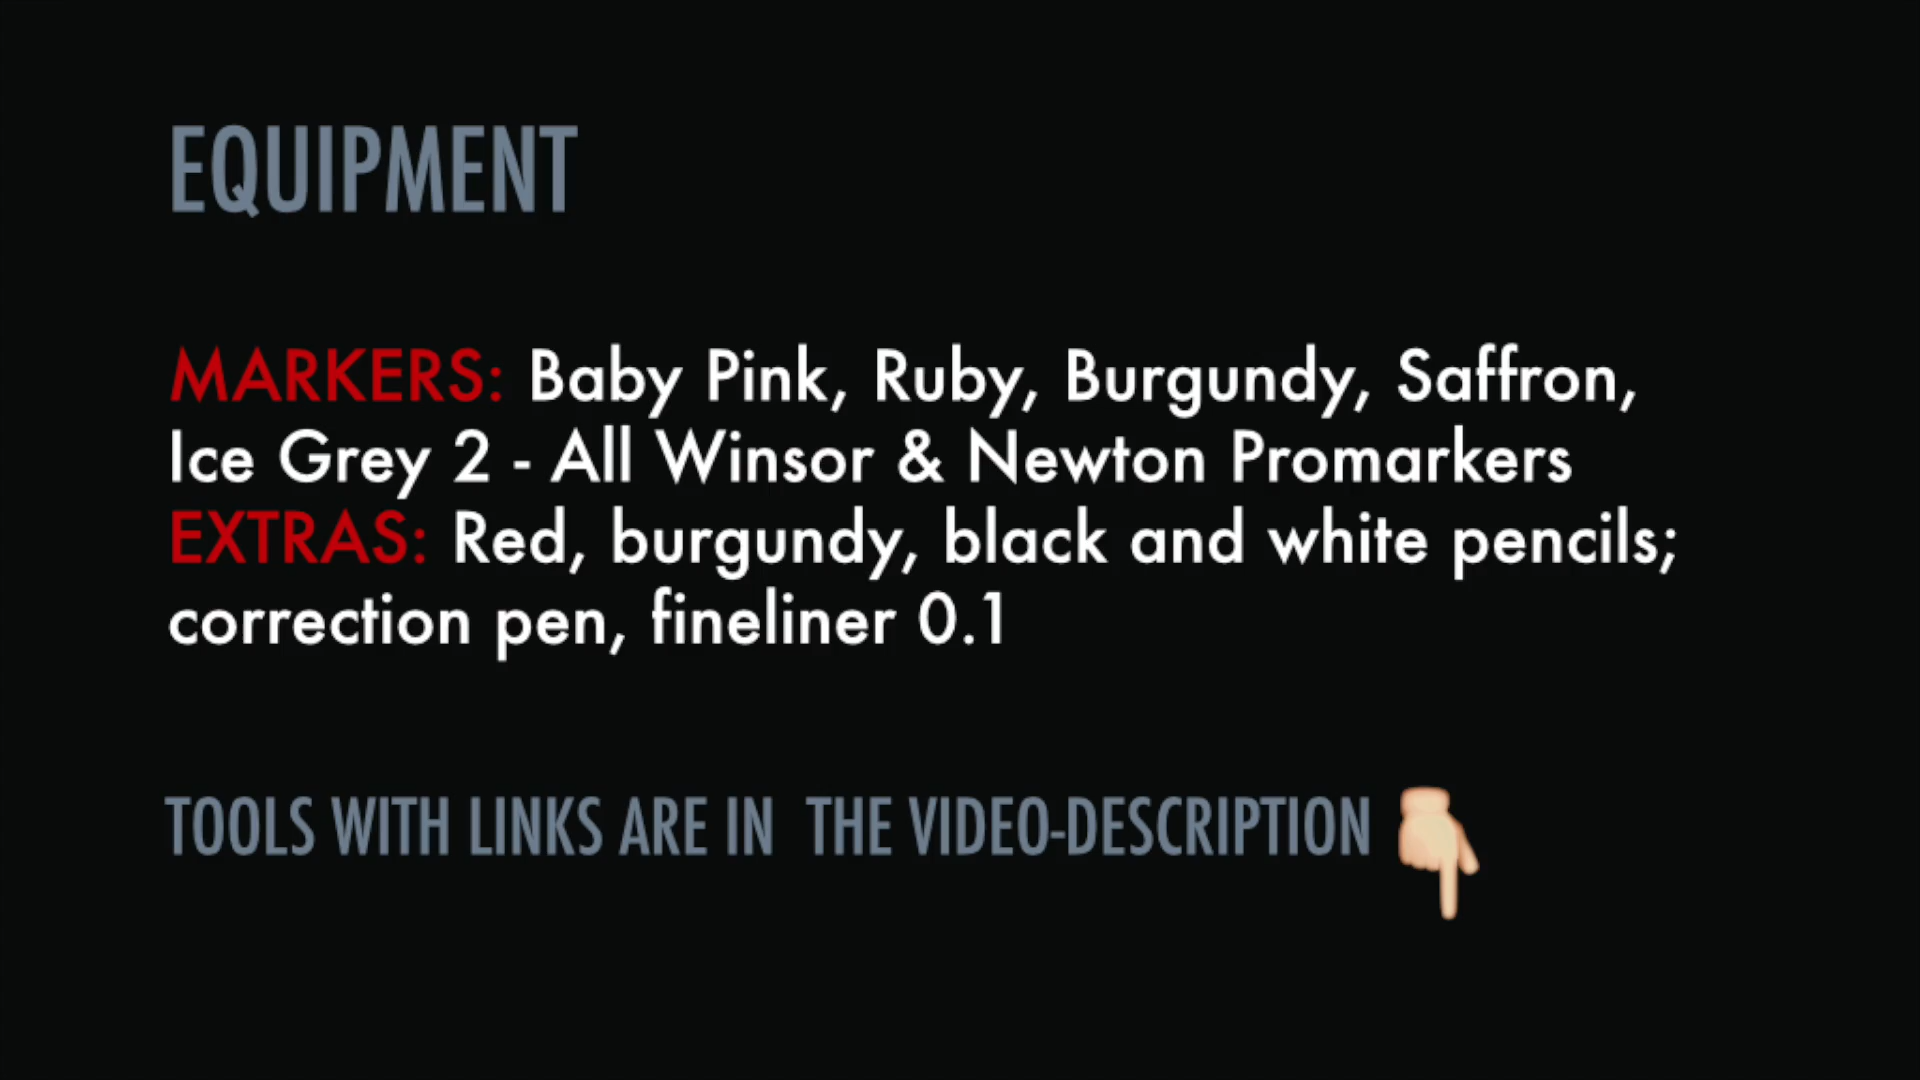 EQUIPMENT
MARKERS: Baby Pink, Ruby, Burgundy, Saffron,
Ice Grey 2 - All Winsor & Newton Promarkers
EXTRAS: Red, burgundy, black and white pencils;
correction pen, fineliner 0.1
TOOLS WITH LINKS ARE IN THE VIDEO-DESCRIPTION